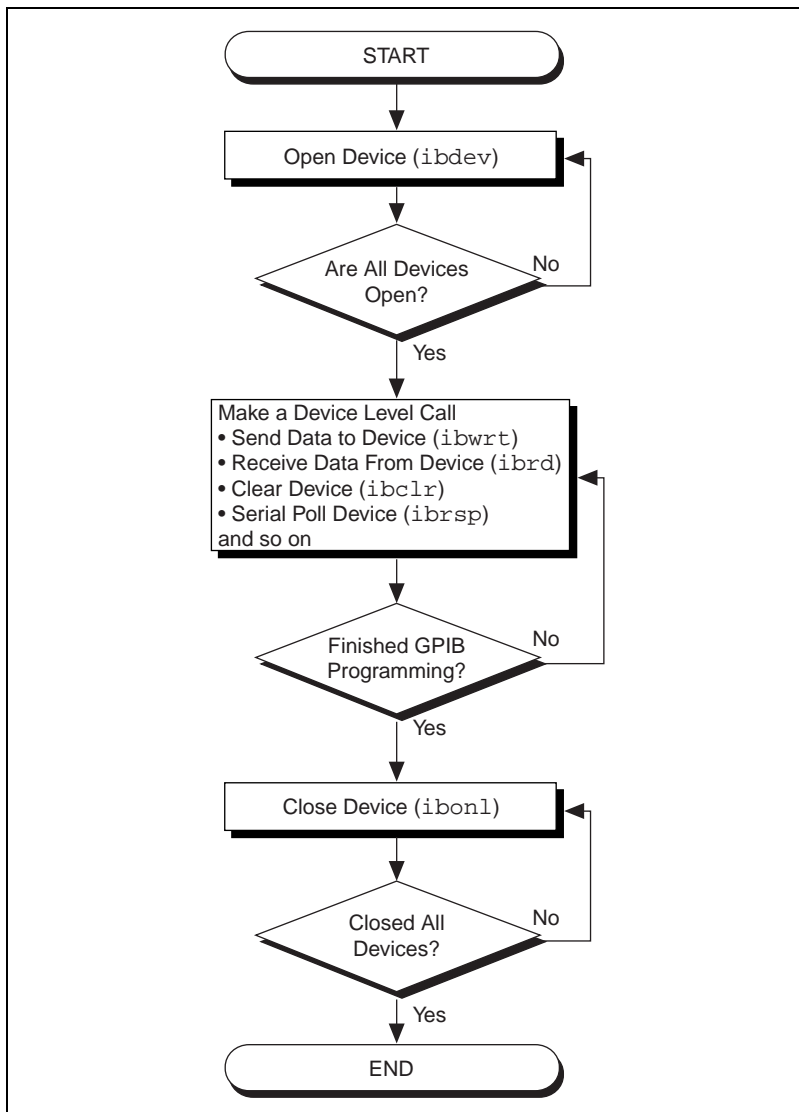 START
Open Device (ibdev)
Are All Devices
Open?
No
Yes
Make a Device Level Call
• Send Data to Device (ibwrt)
• Receive Data From Device (ibrd)
• Clear Device (ibclr)
• Serial Poll Device (ibrsp)
and so on
Finished GPIB
Programming?
No
Yes
Close Device (ibonl)
Closed All
Devices?
No
Yes
END